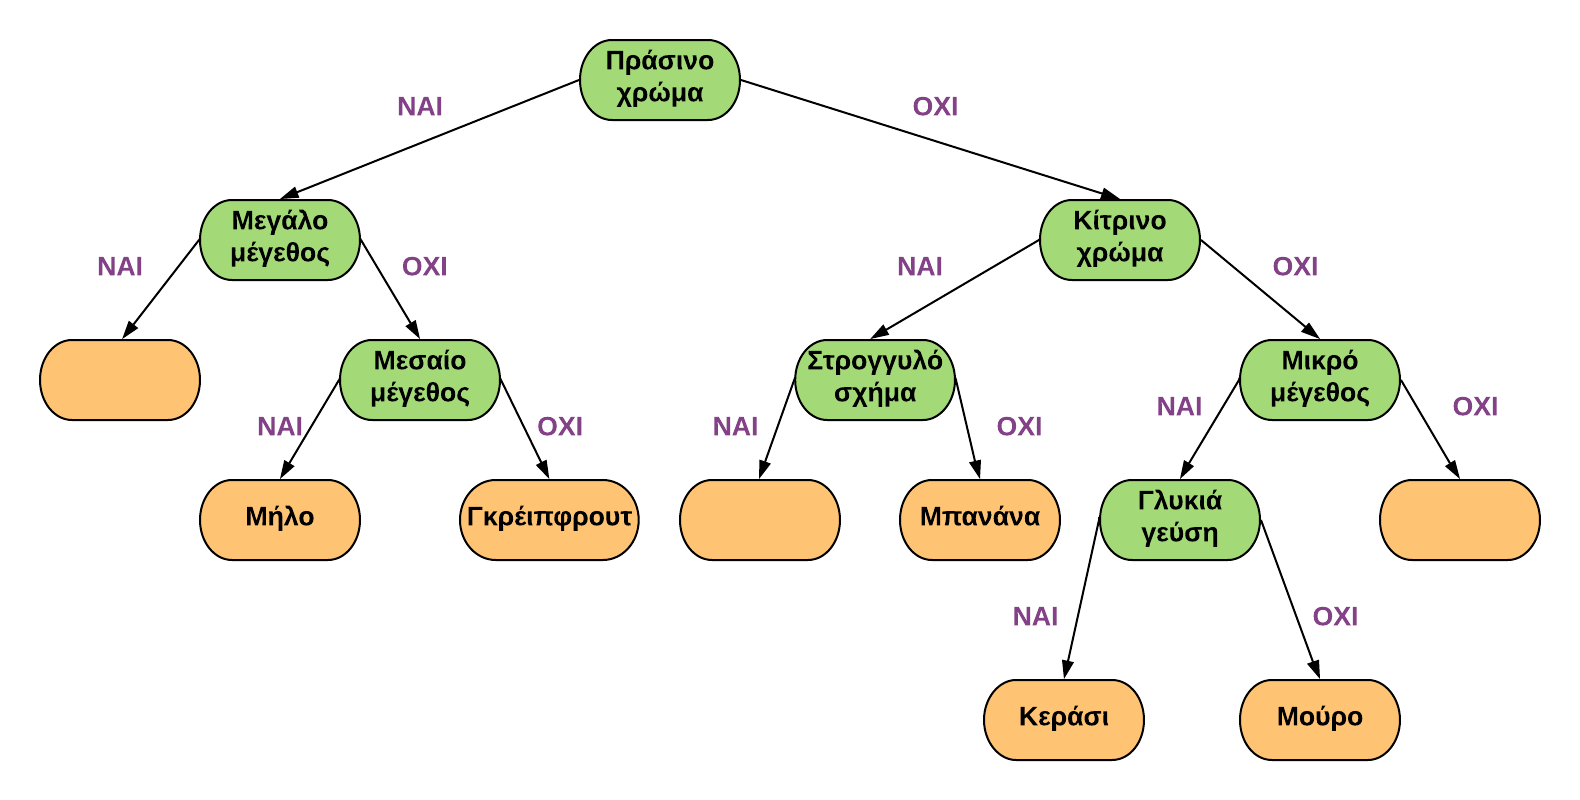 Πράσινο
χρώμα
ΝΑΙ
ΟΧΙ
Μεγάλο
μέγεθος
Κίτρινο
χρώμα
ΝΑΙ
ΟΧΙ
ΝΑΙ
ΟΧΙ
Μεσαίο
μέγεθος
Στρογγυλό
σχήμα
Μικρό
μέγεθος
ΝΑΙ
ΟΧΙ
ΝΑΙ
ΟΧΙ
ΝΑΙ
ΟΧΙ
Μήλο
Γκρέιπφρουτ
Μπανάνα
Γλυκιά
γεύση
ΝΑΙ
ΟΧΙ
Κεράσι
Μούρο